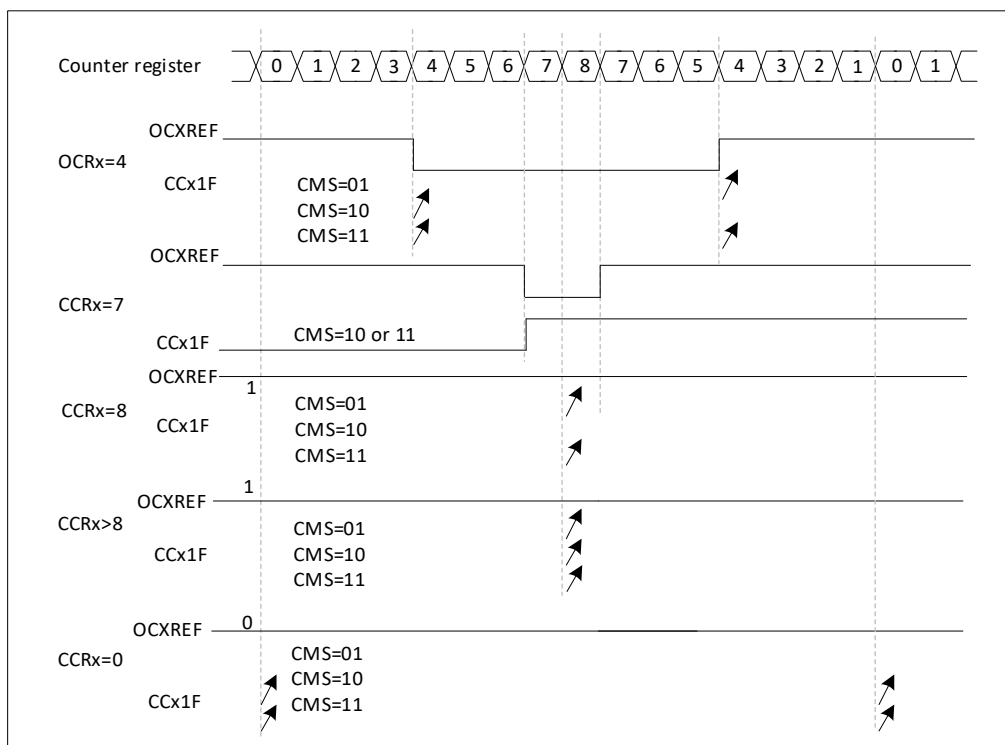 Counter register 0 1 2 3 4 5 6 7 8 7 6 5 4 3 2 1 0 1
OCXREF
OCRx=4
CCx1F
CMS=01
CMS=10
CMS=11
OCXREF
CCRx=7
CCx1F
CMS=10 or 11
OCXREF
1
CCRx=8
CCx1F
CMS=01
CMS=10
CMS=11
OCXREF
1
CCRx>8
CCx1F
CMS=01
CMS=10
CMS=11
OCXREF
0
CCRx=0
CCx1F
CMS=01
CMS=10
CMS=11